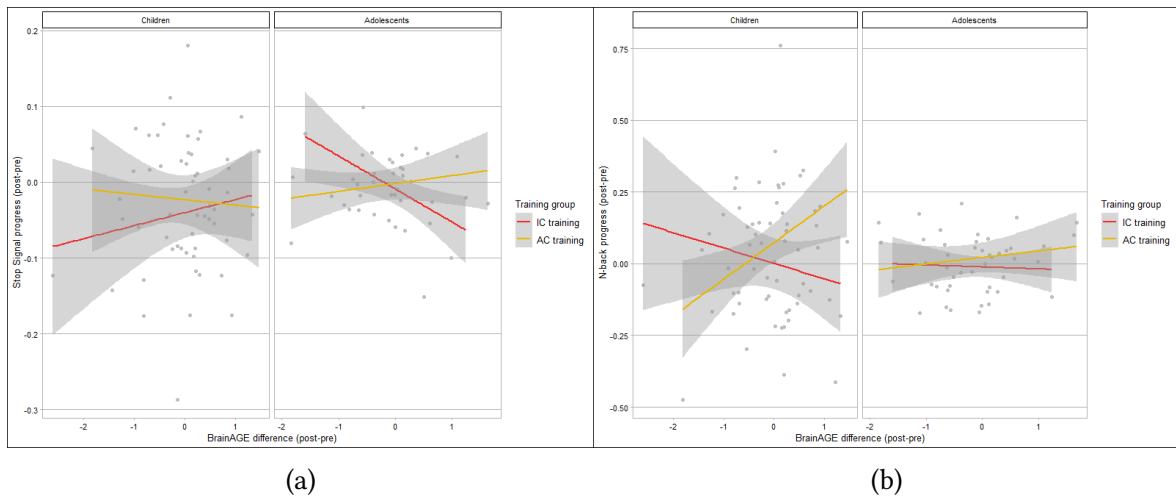 Children Adolescents
0.2
0.1
0.0
-0.1
-0.2
-0.3
Stop Signal progress (post-pre)
-2 -1 0 1 -2 -1 0 1
BrainAGE difference (post-pre)
Training group
IC training
AC training
(a)
Children Adolescents
0.75
0.50
0.25
0.00
-0.25
-0.50
N-back progress (post-pre)
-2 -1 0 1 -2 -1 0 1
BrainAGE difference (post-pre)
Training group
IC training
AC training
(b)